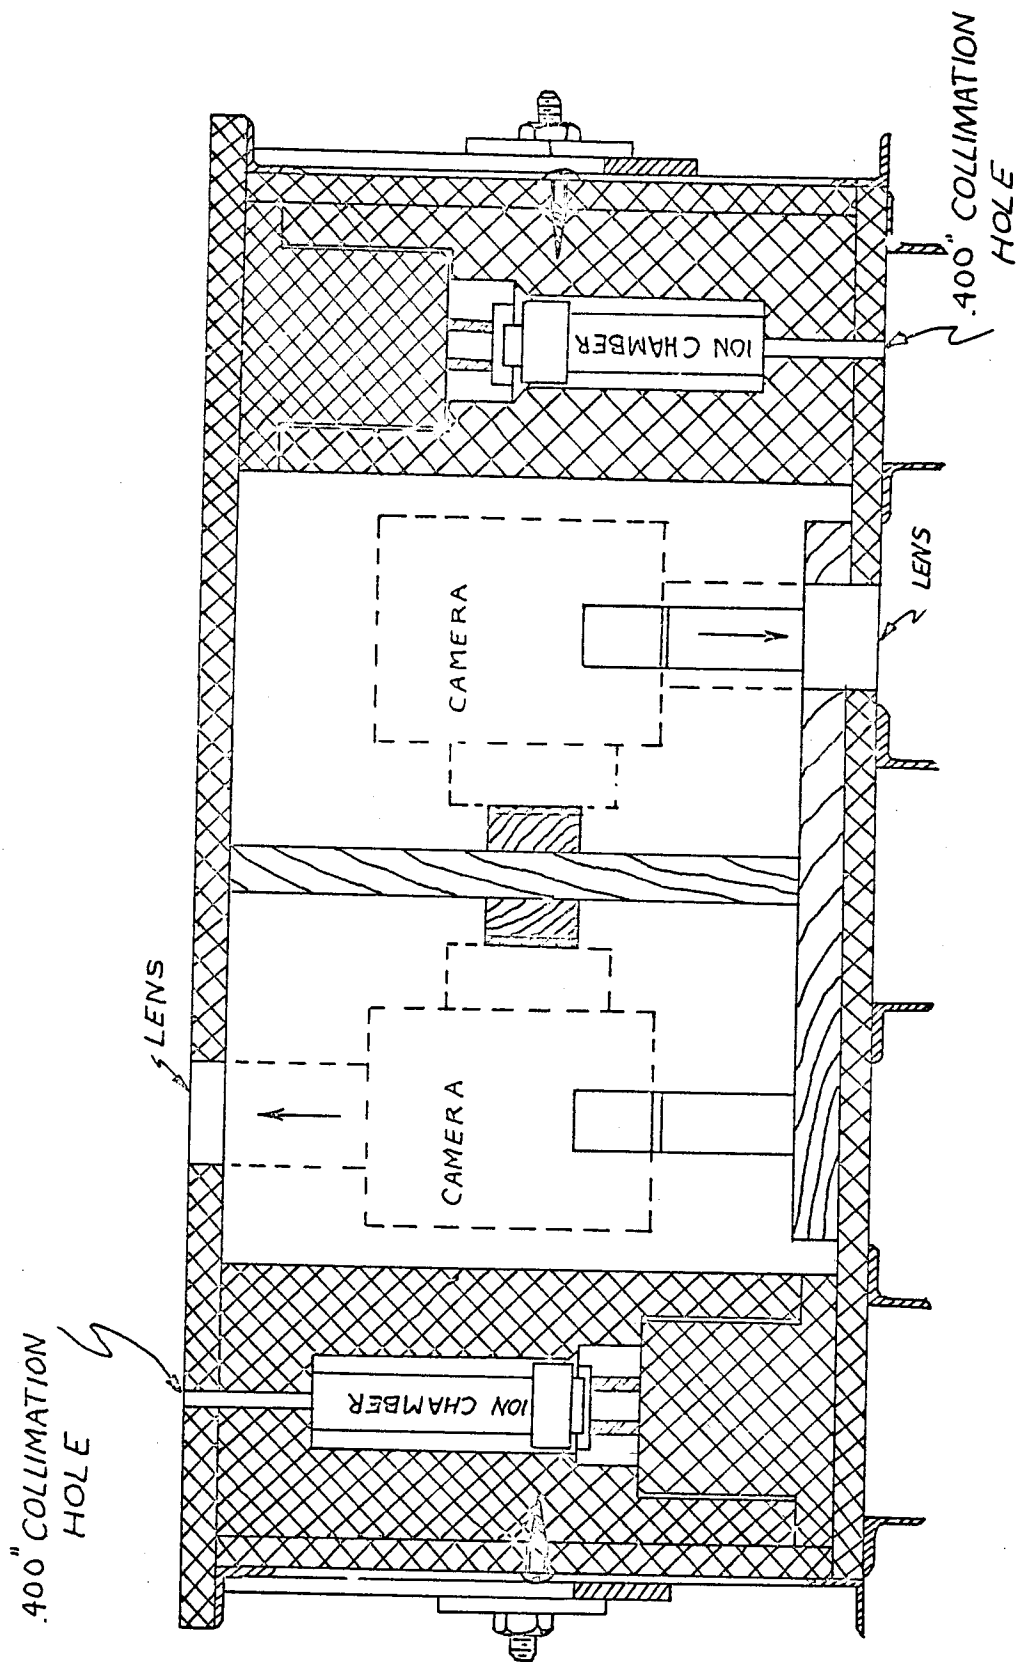 .400" COLLIMATION
HOLE
LENS
.400" COLLIMATION
HOLE
LENS
CAMERA
CAMERA
ION CHAMBER
ION CHAMBER